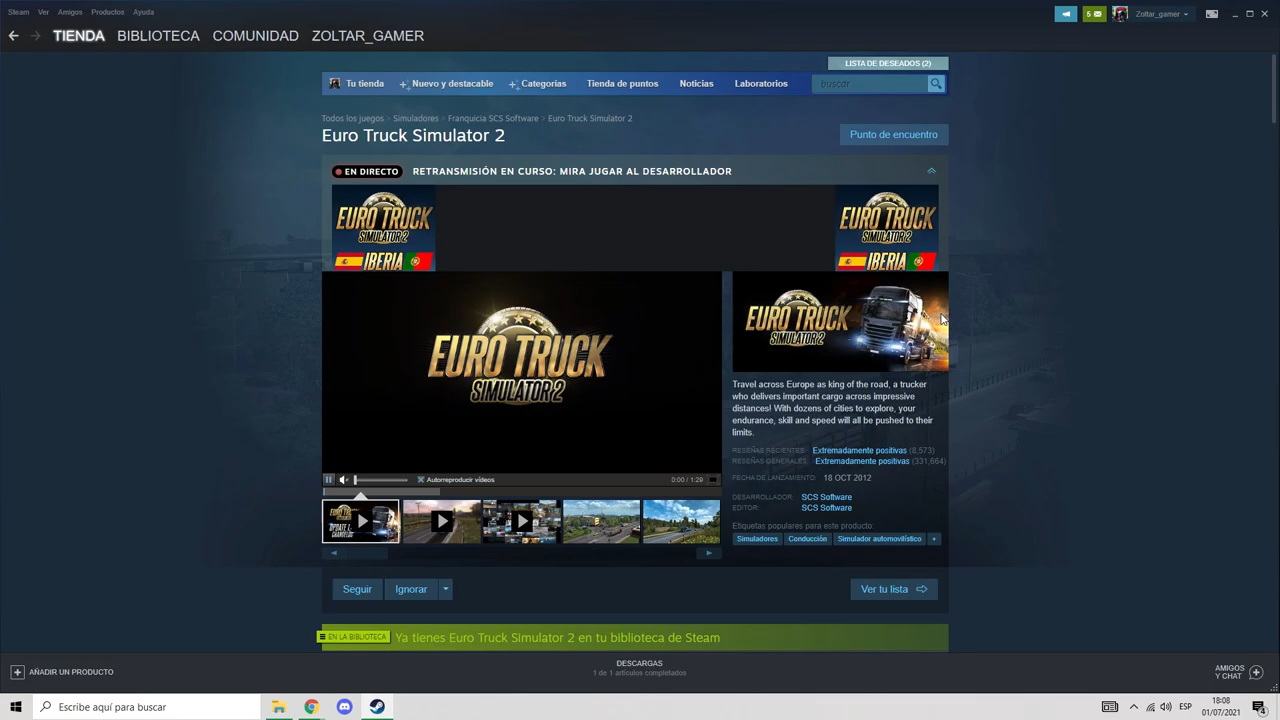 Steam Ver Amigos Productos Ayuda
5
Zoltar_gamer
TIENDA BIBLIOTECA COMUNIDAD ZOLTAR_GAMER
LISTA DE DESEADOS (2)
Tu tienda Nuevo y destacable Categorías Tienda de puntos Noticias Laboratorios buscar
Todos los juegos > Simuladores > Franquicia SCS Software > Euro Truck Simulator 2
Euro Truck Simulator 2
Punto de encuentro
EN DIRECTO RETRANSMISIÓN EN CURSO: MIRA JUGAR AL DESARROLLADOR
EURO TRUCK
SIMULATOR 2
IBERIA
EURO TRUCK
SIMULATOR 2
IBERIA
EURO TRUCK
SIMULATOR 2
EURO TRUCK
SIMULATOR 2
Travel across Europe as king of the road, a trucker
who delivers important cargo across impressive
distances! With dozens of cities to explore, your
endurance, skill and speed will all be pushed to their
limits.
RESEÑAS RECIENTES: Extremadamente positivas (8,573)
RESEÑAS GENERALES: Extremadamente positivas (331,664)
FECHA DE LANZAMIENTO: 18 OCT 2012
DESARROLLADOR: SCS Software
EDITOR: SCS Software
Etiquetas populares para este producto:
Simuladores Conducción Simulador automovilístico +
Autorreproducir vídeos 0:00 / 1:29
Seguir Ignorar Ver tu lista
EN LA BIBLIOTECA Ya tienes Euro Truck Simulator 2 en tu biblioteca de Steam
AÑADIR UN PRODUCTO
DESCARGAS
1 de 1 artículos completados
AMIGOS
Y CHAT
Escribe aquí para buscar
ESP
18:08
01/07/2021
4